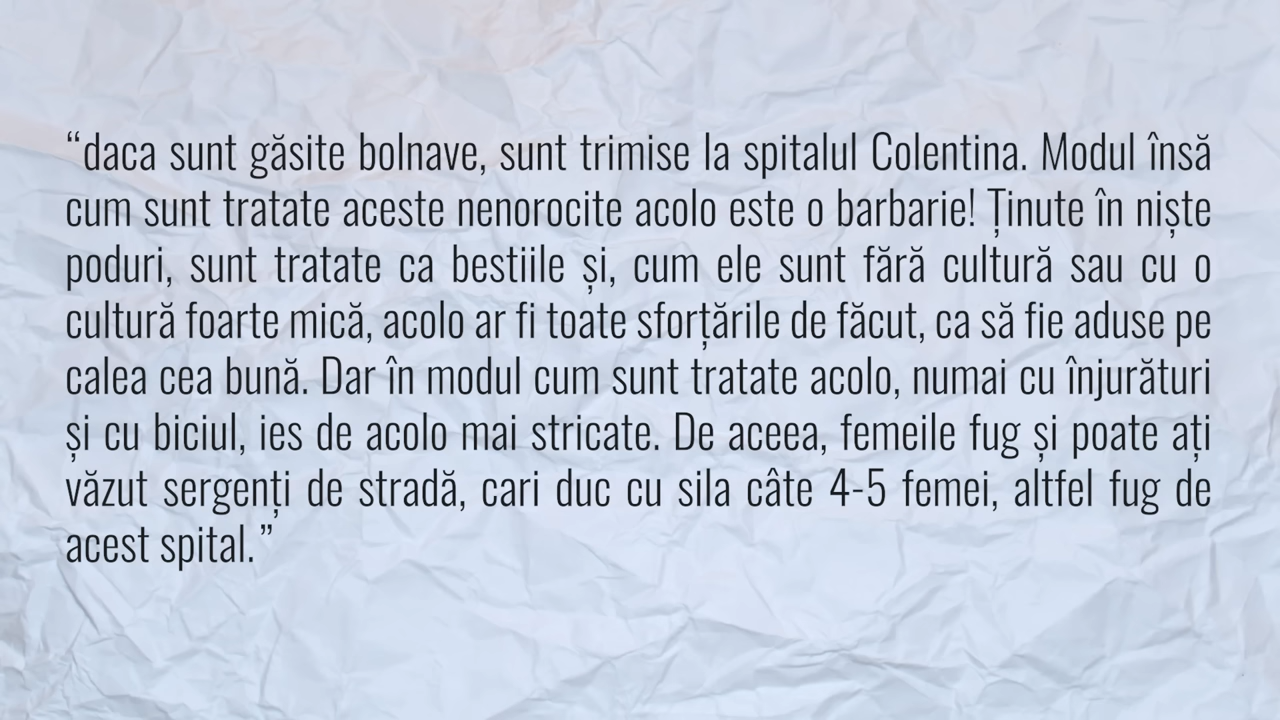 “daca sunt găsite bolnave, sunt trimise la spitalul Colentina. Modul însă
cum sunt tratate aceste nenorocite acolo este o barbarie! Ținute în niște
poduri, sunt tratate ca bestiile și, cum ele sunt fără cultură sau cu o
cultură foarte mică, acolo ar fi toate sforțările de făcut, ca să fie aduse pe
calea cea bună. Dar în modul cum sunt tratate acolo, numai cu înjurături
și cu biciul, ies de acolo mai stricate. De aceea, femeile fug și poate ați
văzut sergenți de stradă, cari duc cu sila câte 4-5 femei, altfel fug de
acest spital.”